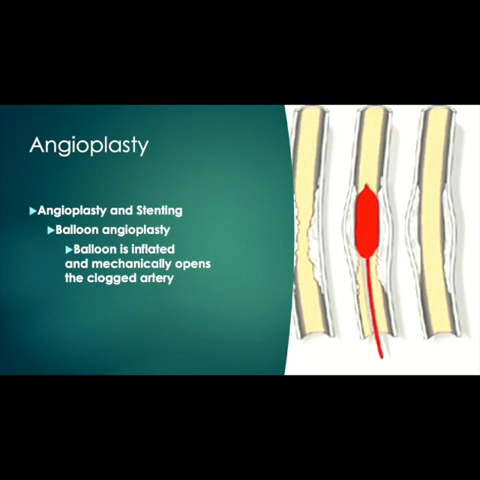 Angioplasty
Angioplasty and Stenting
Balloon angioplasty
Balloon is inflated
and mechanically opens
the clogged artery